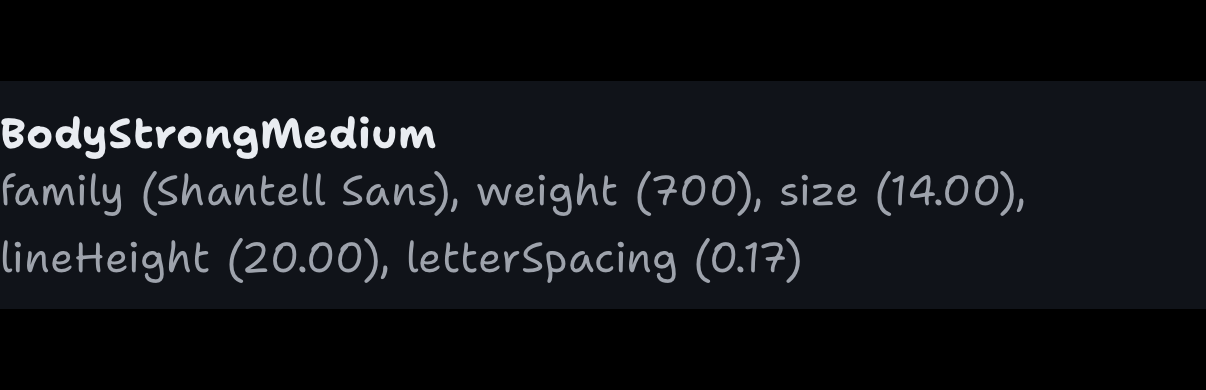 BodyStrongMedium
family (Shantell Sans), weight (700), size (14.00),
lineHeight (20.00), letterSpacing (0.17)